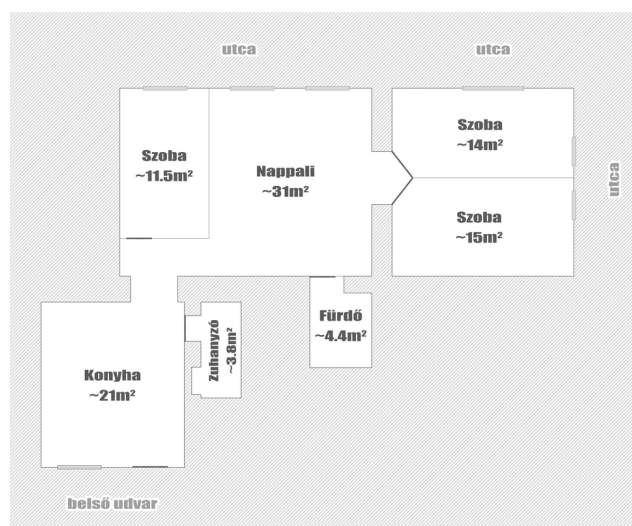 utca
utca
Szoba
~14m²
Szoba
~11.5m²
Nappali
~31m²
utca
Szoba
~15m²
Fürdő
~4.4m²
Zuhanyzó
~3.8m²
Konyha
~21m²
belső udvar